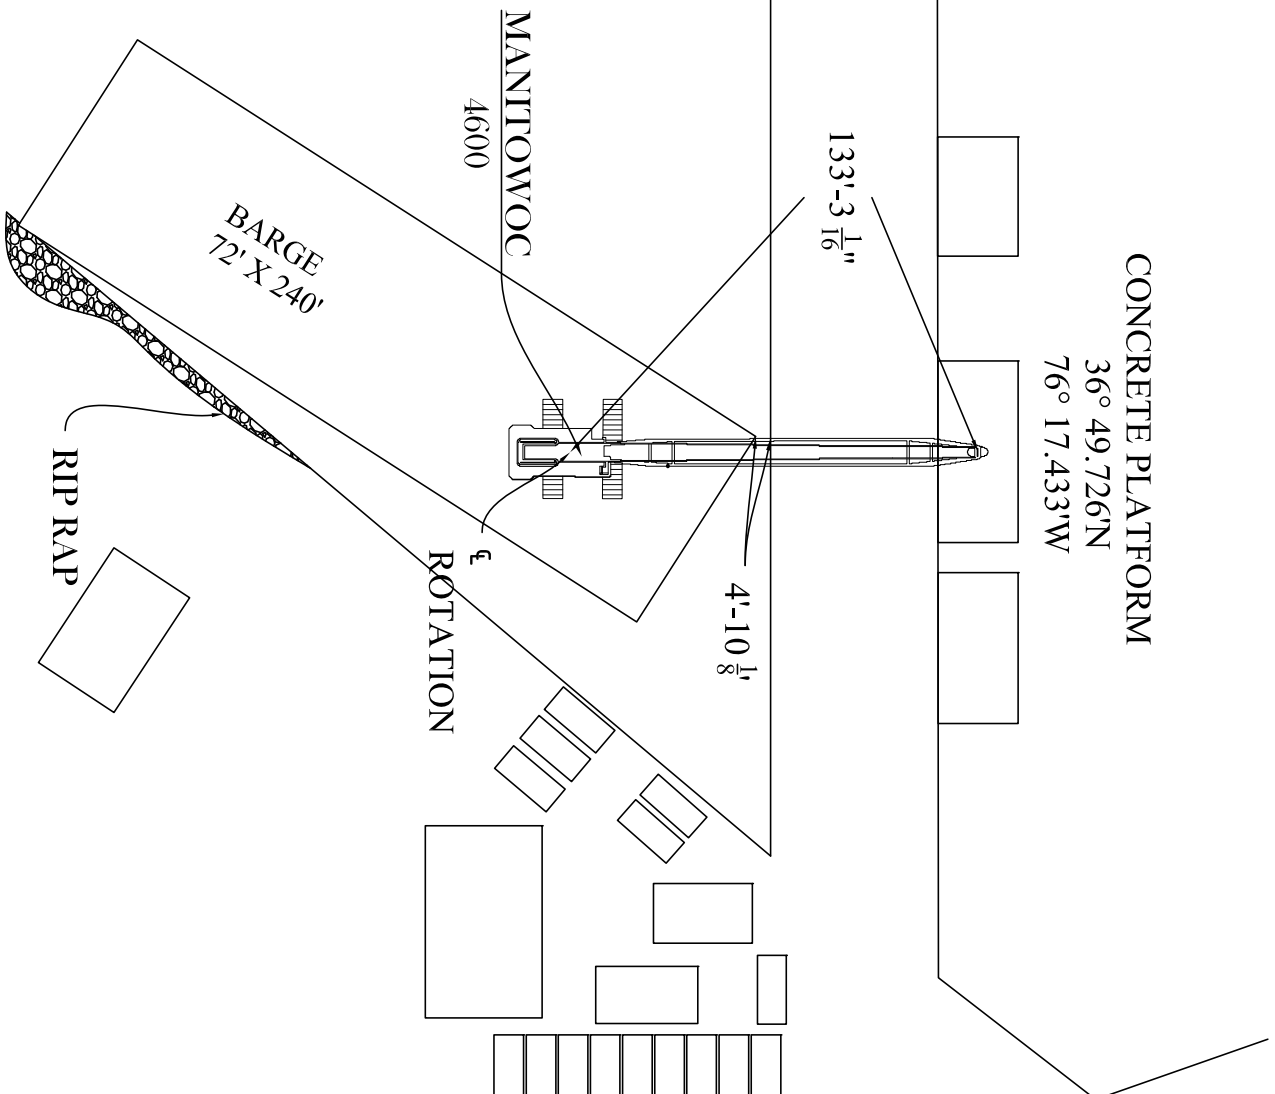 CONCRETE PLATFORM
36° 49.726'N
76° 17.433'W
133'-3 1/16"
4'-10 1/8"
MANITOWOC
4600
℄
ROTATION
BARGE
72' X 240'
RIP RAP